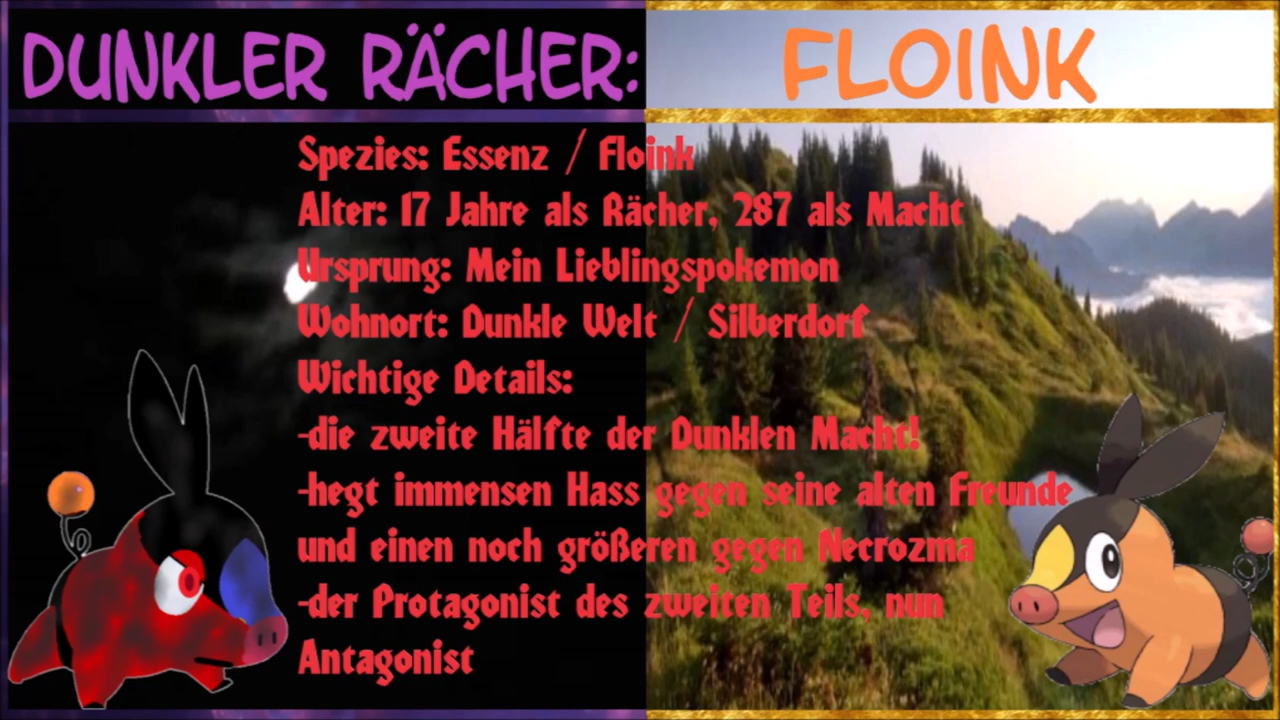 DUNKLER RÄCHER: FLOINK
Spezies: Essenz / Floink
Alter: 17 Jahre als Rächer, 287 als Macht
Ursprung: Mein Lieblingspokemon
Wohnort: Dunkle Welt / Silberdorf
Wichtige Details:
-die zweite Hälfte der Dunklen Macht!
-hegt immensen Hass gegen seine alten Freunde
und einen noch größeren gegen Necrozma
-der Protagonist des zweiten Teils, nun
Antagonist